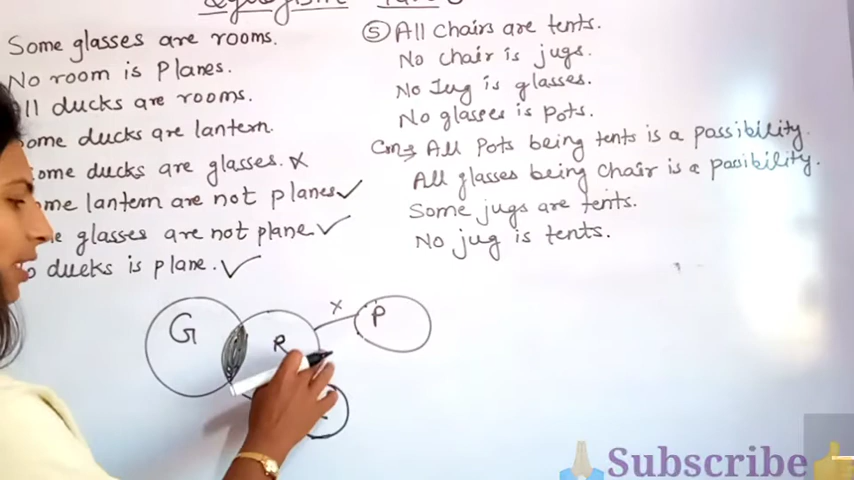 Some glasses are rooms.
No room is Planes.
ll ducks are rooms.
ome ducks are lantern.
ome ducks are glasses. X
me lantern are not planes ✓
e glasses are not plane ✓
ducks is plane. ✓
⑤ All chairs are tents.
No chair is jugs.
No Jug is glasses.
No glasses is pots.
Con→ All Pots being tents is a possibility.
All glasses being chair is a possibility.
Some jugs are tents.
No jug is tents.
G
R
X
P
Subscribe